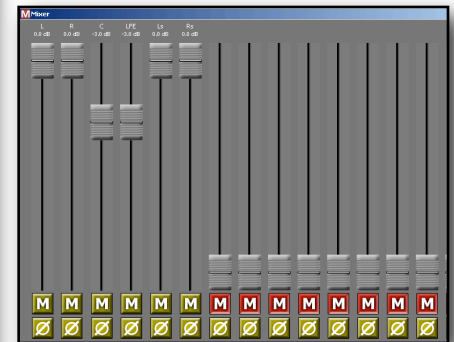 M Mixer
L R C LFE Ls Rs
0.0 dB 0.0 dB -3.0 dB -3.0 dB 0.0 dB 0.0 dB
M M M M M M M M M M M M M M
Ø Ø Ø Ø Ø Ø Ø Ø Ø Ø Ø Ø Ø Ø